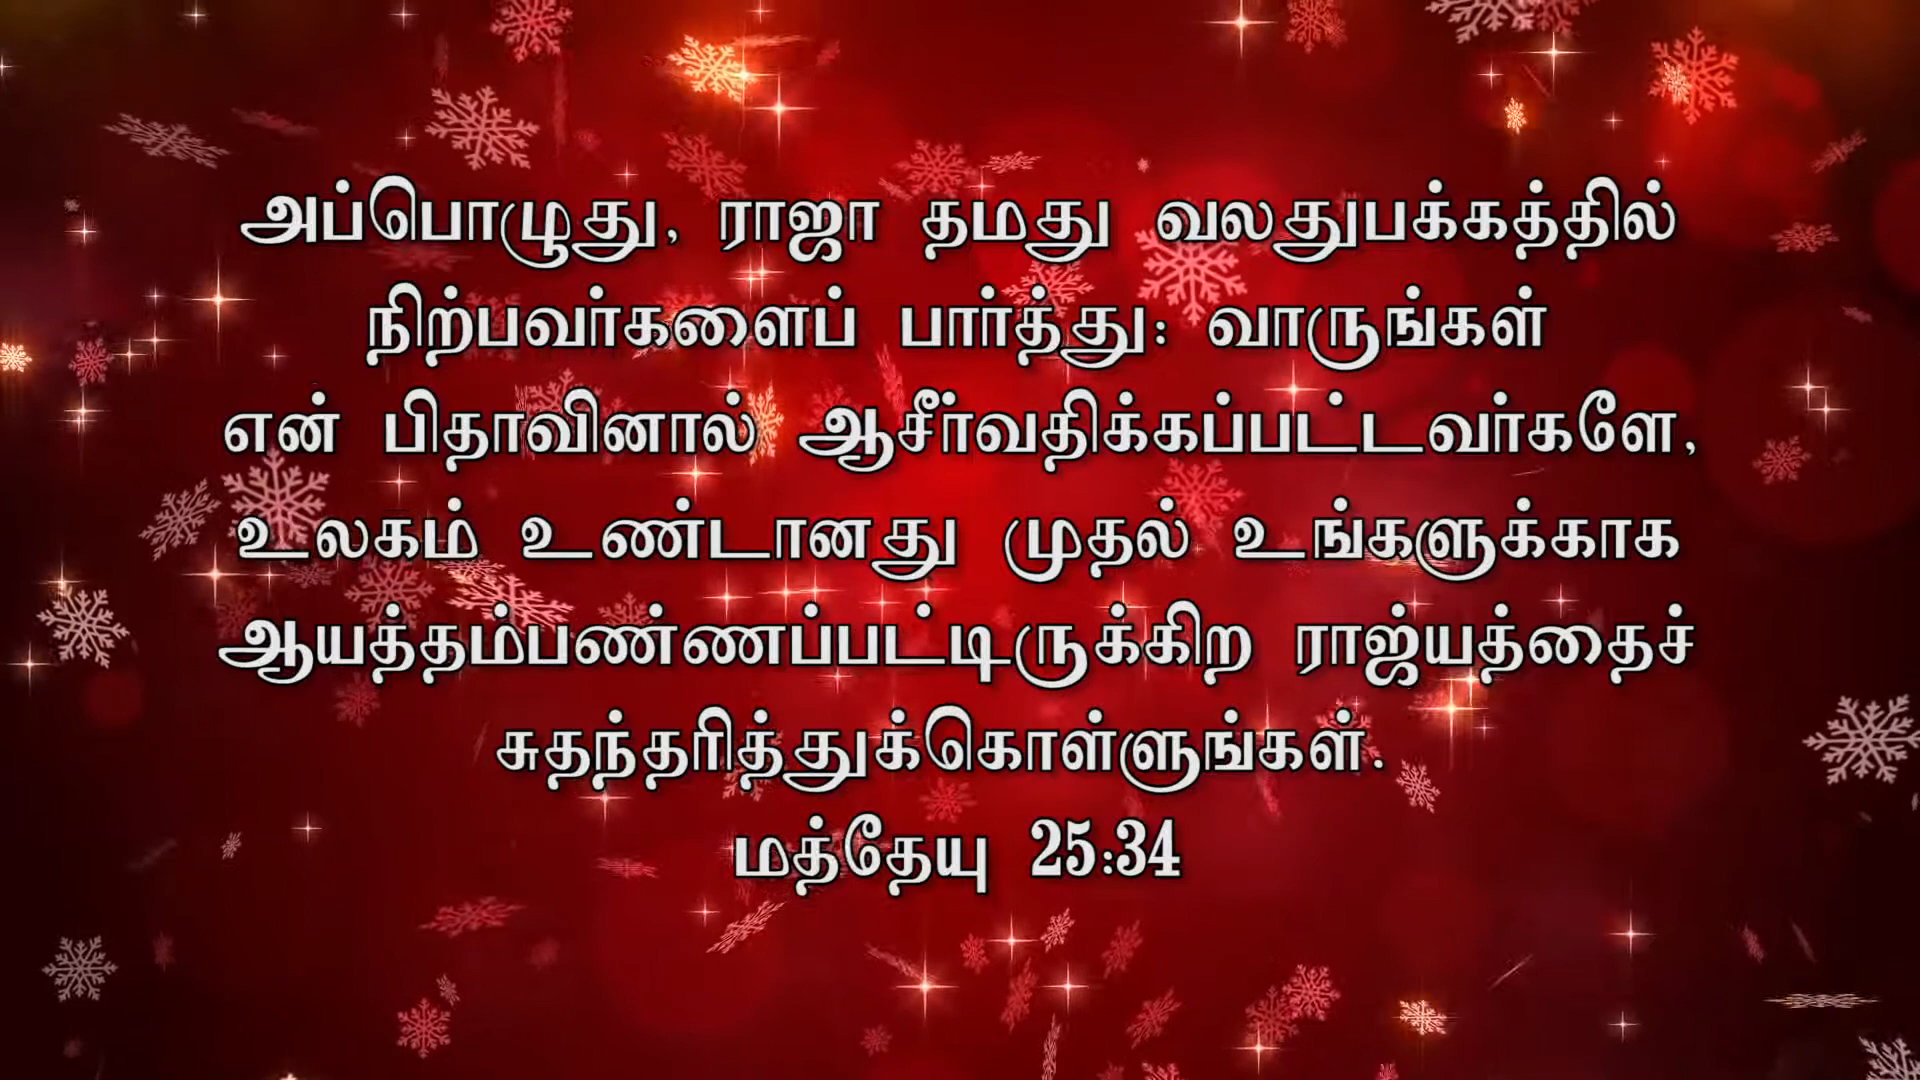 அப்பொழுது, ராஜா தமது வலதுபக்கத்தில்
நிற்பவர்களைப் பார்த்து: வாருங்கள்
என் பிதாவினால் ஆசீர்வதிக்கப்பட்டவர்களே,
உலகம் உண்டானது முதல் உங்களுக்காக
ஆயத்தம்பண்ணப்பட்டிருக்கிற ராஜ்யத்தைச்
சுதந்தரித்துக்கொள்ளுங்கள்.
மத்தேயு 25:34